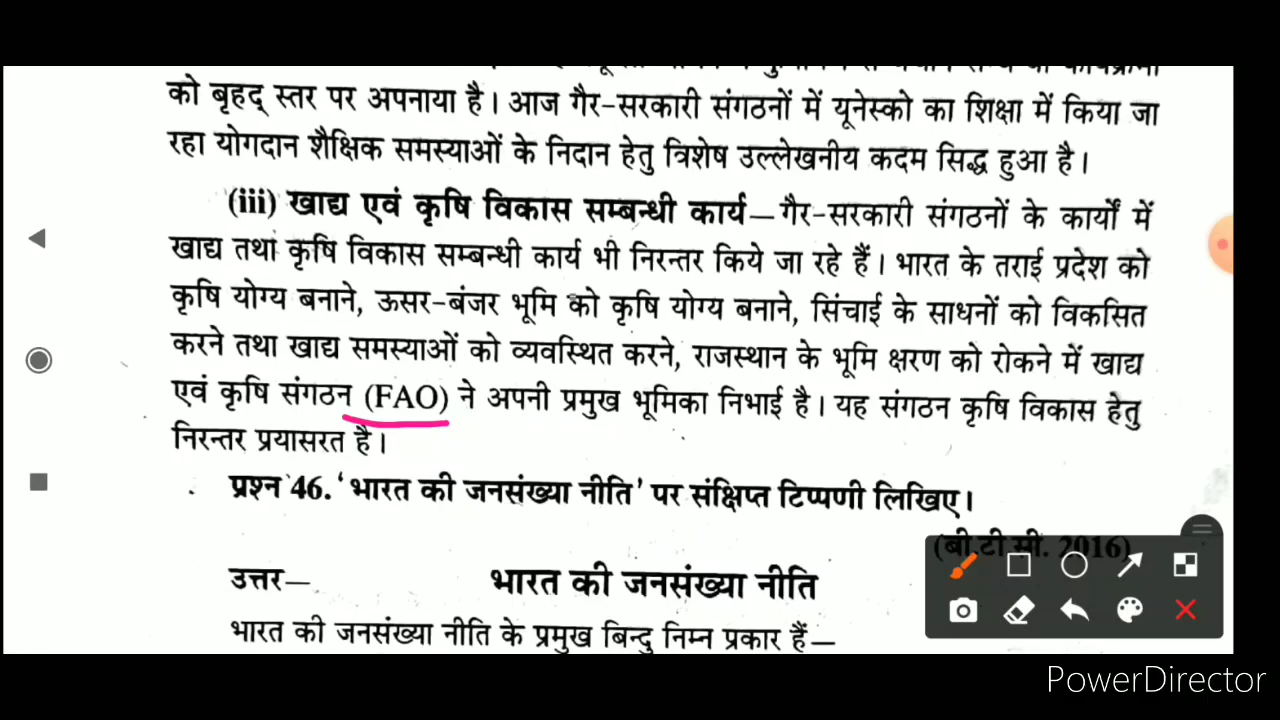 को बृहद् स्तर पर अपनाया है। आज गैर-सरकारी संगठनों में यूनेस्को का शिक्षा में किया जा
रहा योगदान शैक्षिक समस्याओं के निदान हेतु त्रिशेष उल्लेखनीय कदम सिद्ध हुआ है।
(iii) खाद्य एवं कृषि विकास सम्बन्धी कार्य—गैर-सरकारी संगठनों के कार्यों में
खाद्य तथा कृषि विकास सम्बन्धी कार्य भी निरन्तर किये जा रहे हैं। भारत के तराई प्रदेश को
कृषि योग्य बनाने, ऊसर-बंजर भूमि को कृषि योग्य बनाने, सिंचाई के साधनों को विकसित
करने तथा खाद्य समस्याओं को व्यवस्थित करने, राजस्थान के भूमि क्षरण को रोकने में खाद्य
एवं कृषि संगठन (FAO) ने अपनी प्रमुख भूमिका निभाई है। यह संगठन कृषि विकास हेतु
निरन्तर प्रयासरत है।
प्रश्न 46. 'भारत की जनसंख्या नीति' पर संक्षिप्त टिप्पणी लिखिए।
(बी.टी.सी. 2016)
उत्तर— भारत की जनसंख्या नीति
भारत की जनसंख्या नीति के प्रमुख बिन्दु निम्न प्रकार हैं—
PowerDirector